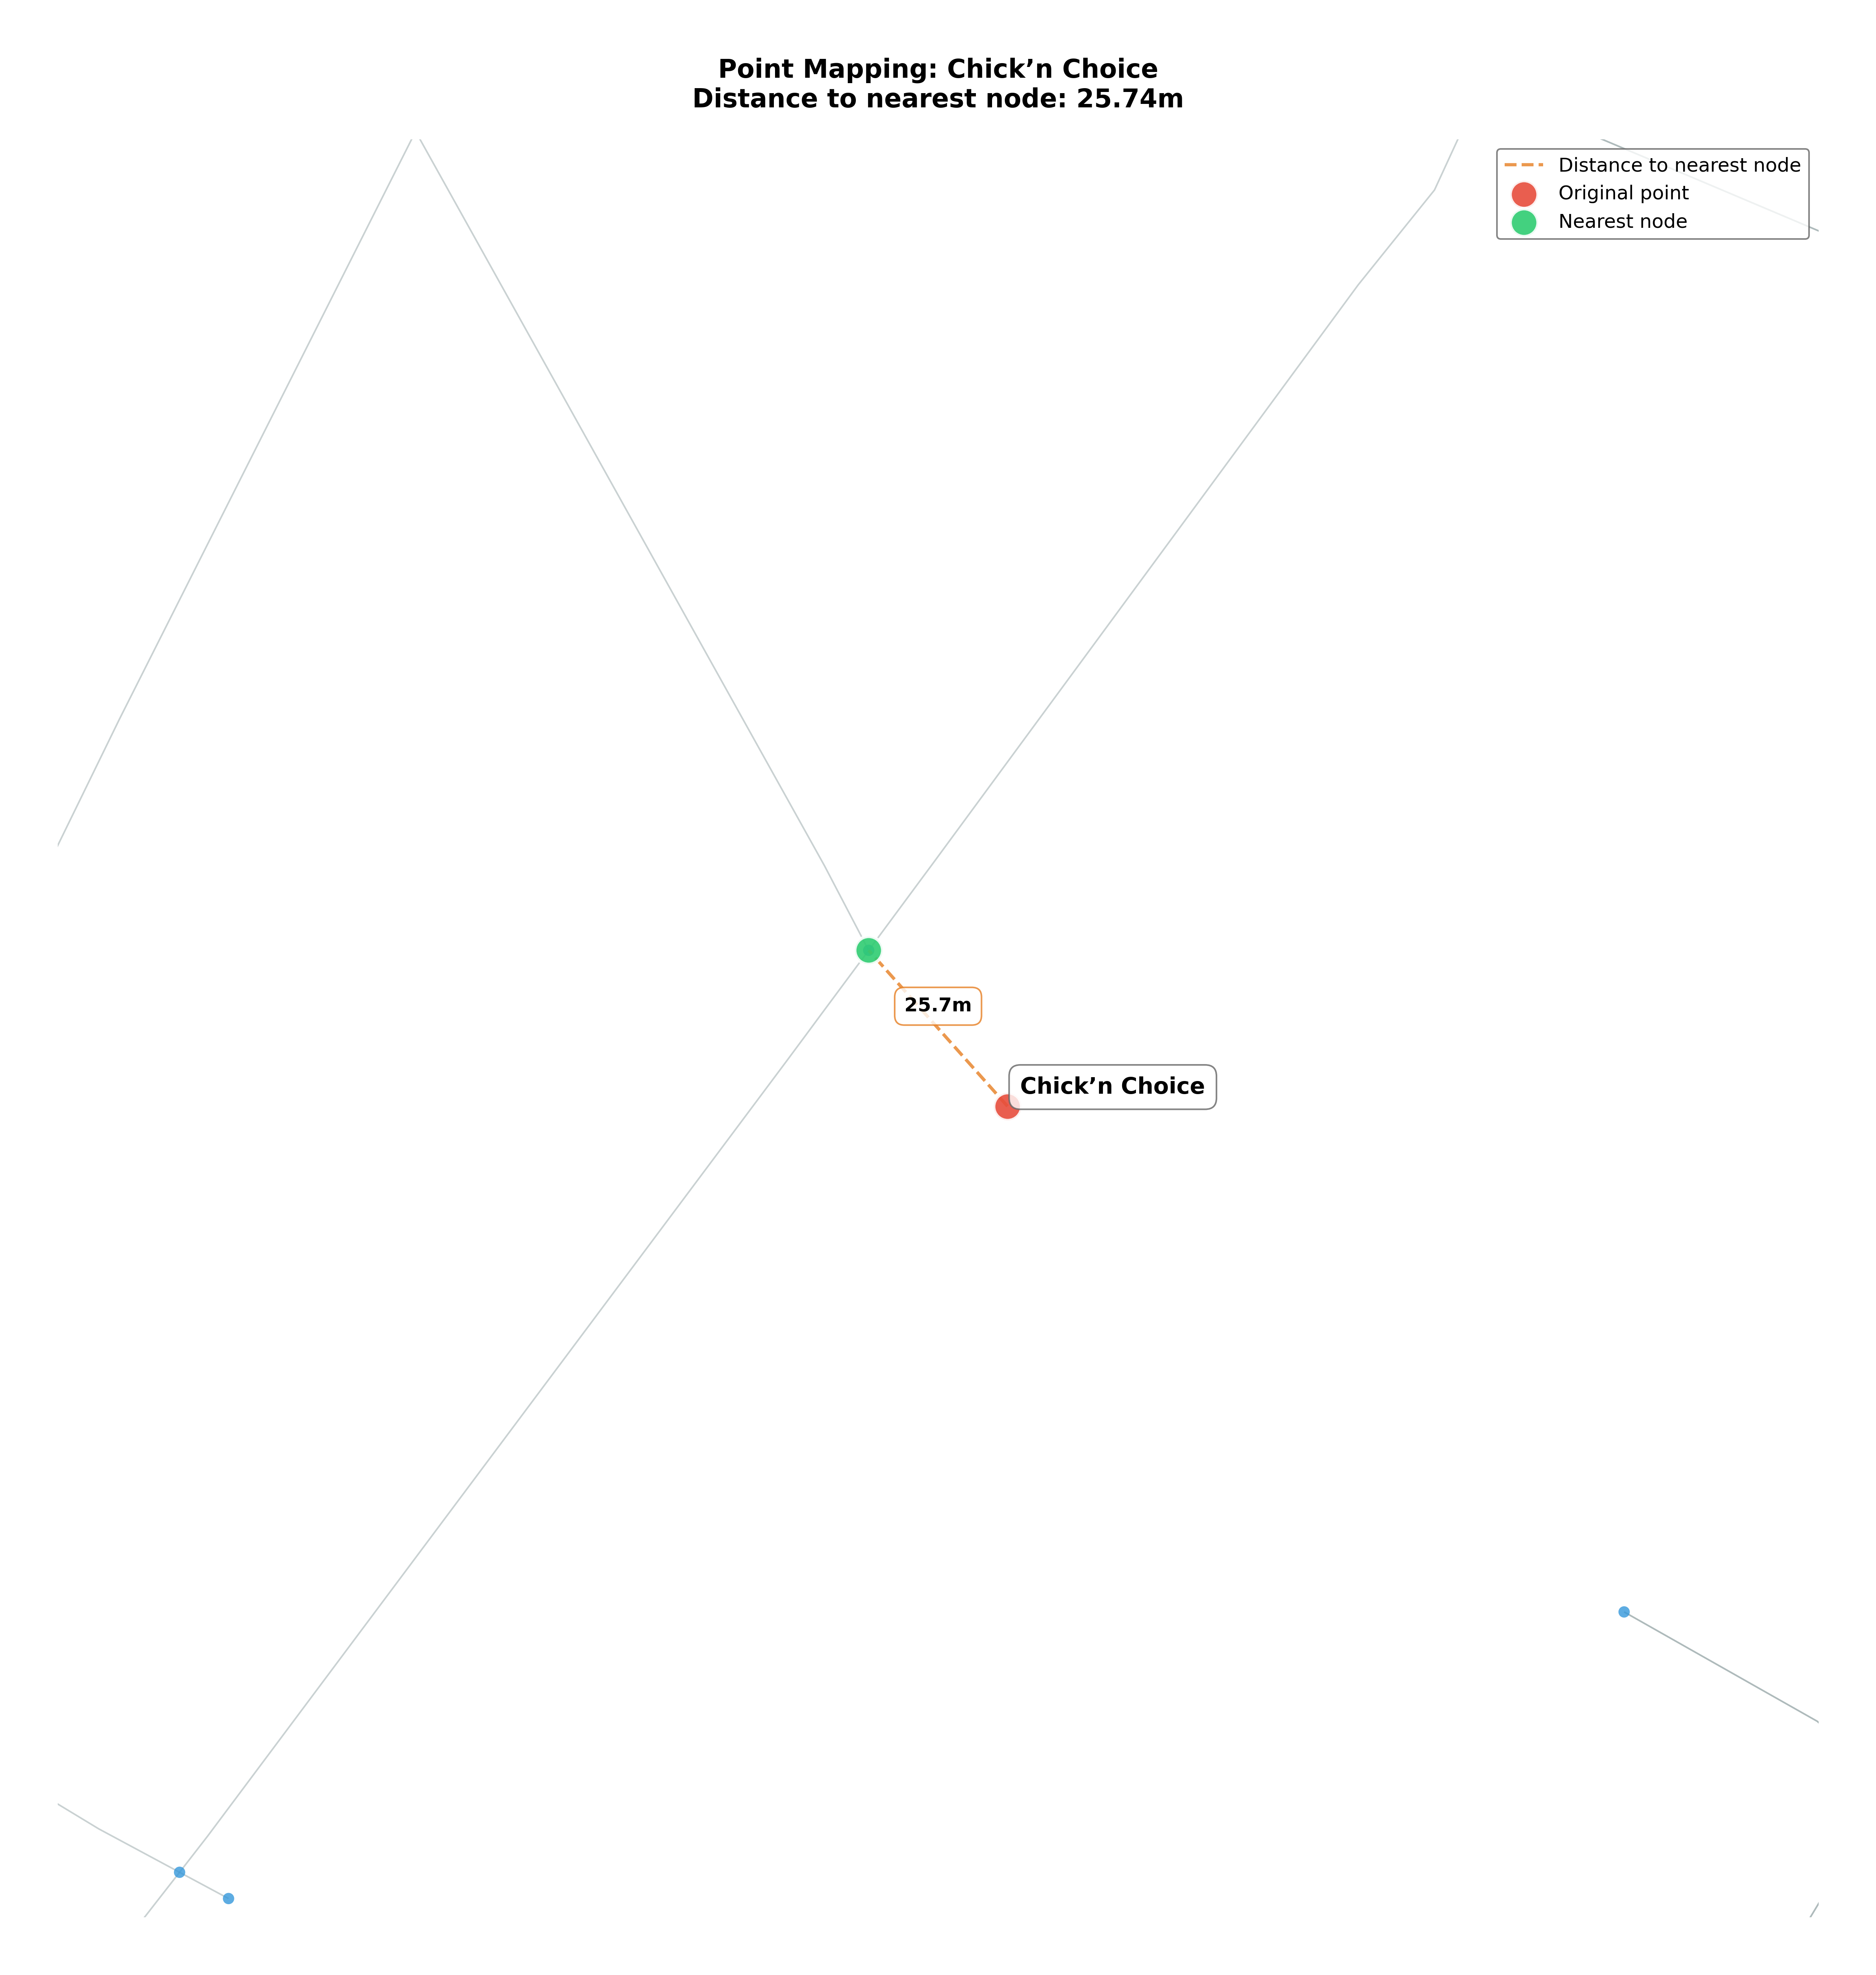 Point Mapping: Chick’n Choice
Distance to nearest node: 25.74m
Distance to nearest node
Original point
Nearest node
25.7m
Chick’n Choice